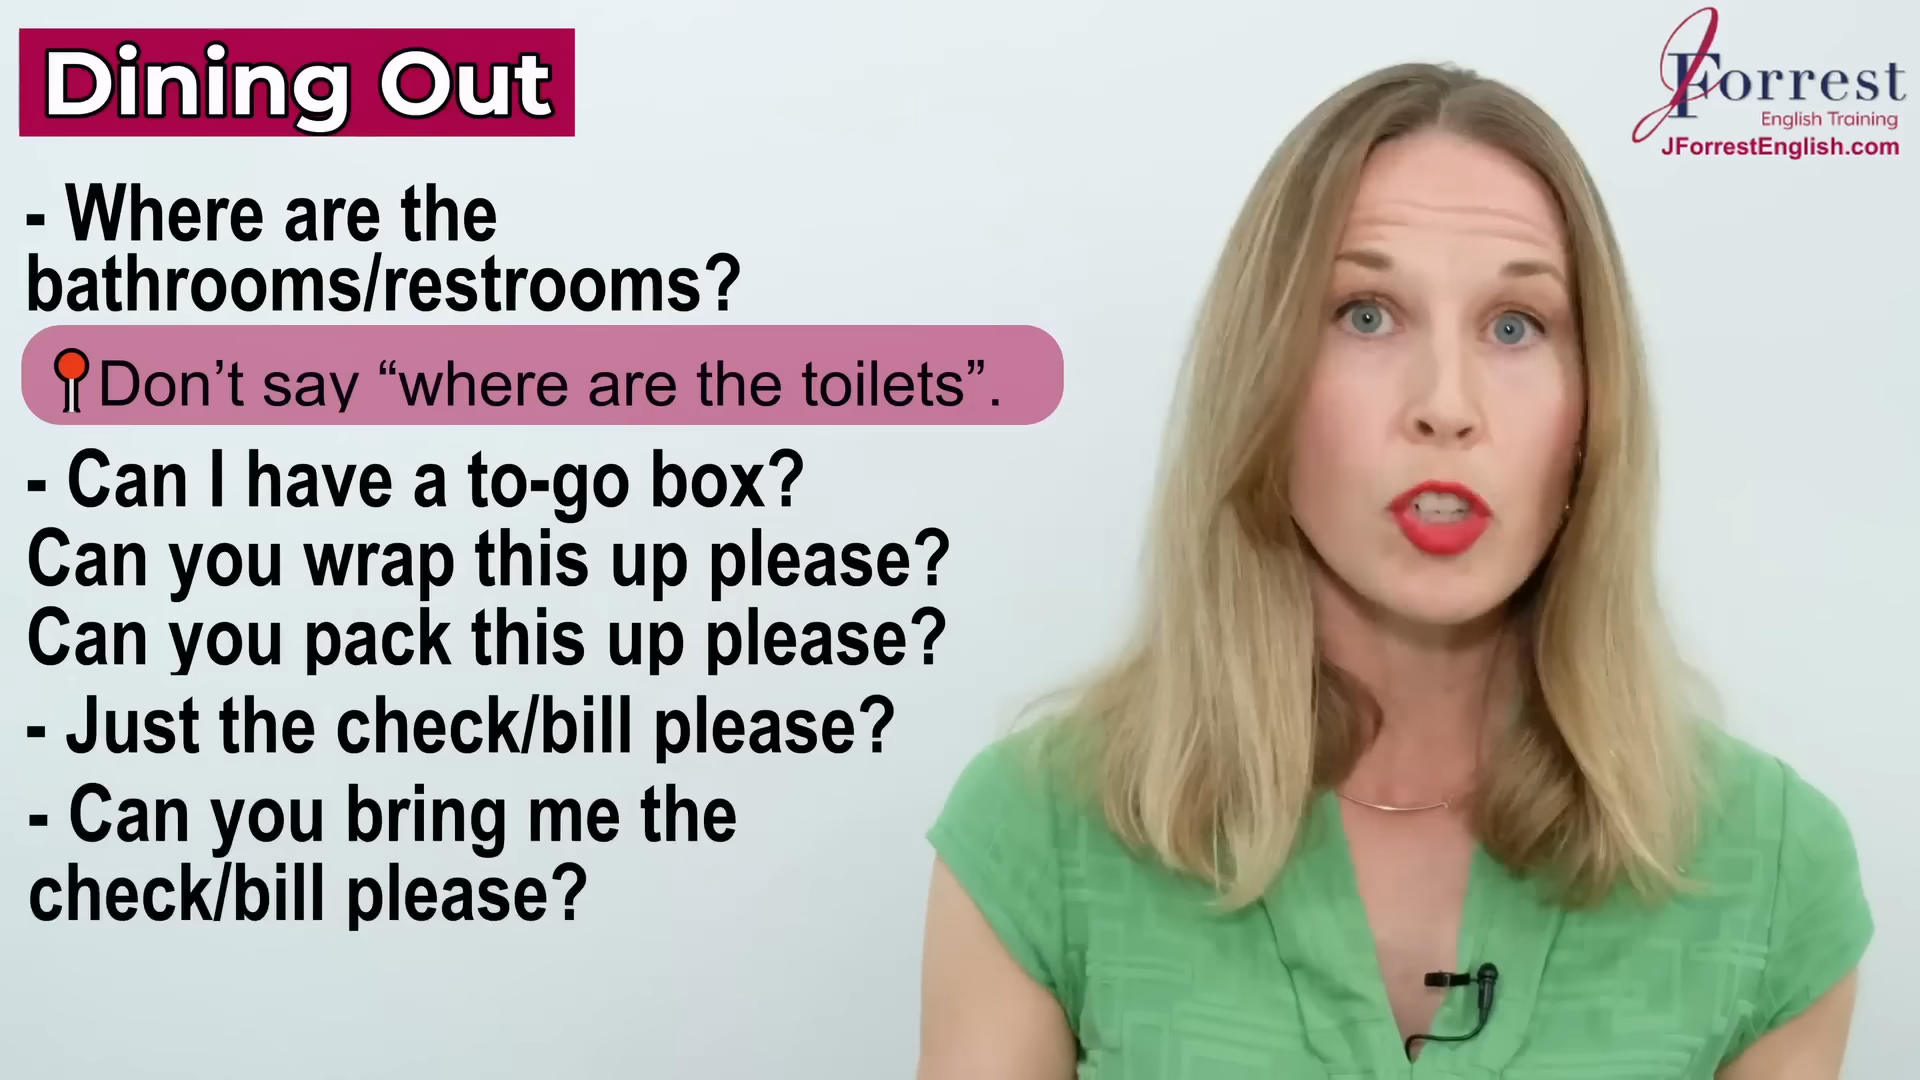 Dining Out
JForrest
English Training
JForrestEnglish.com
- Where are the
bathrooms/restrooms?
Don't say “where are the toilets”.
- Can I have a to-go box?
Can you wrap this up please?
Can you pack this up please?
- Just the check/bill please?
- Can you bring me the
check/bill please?